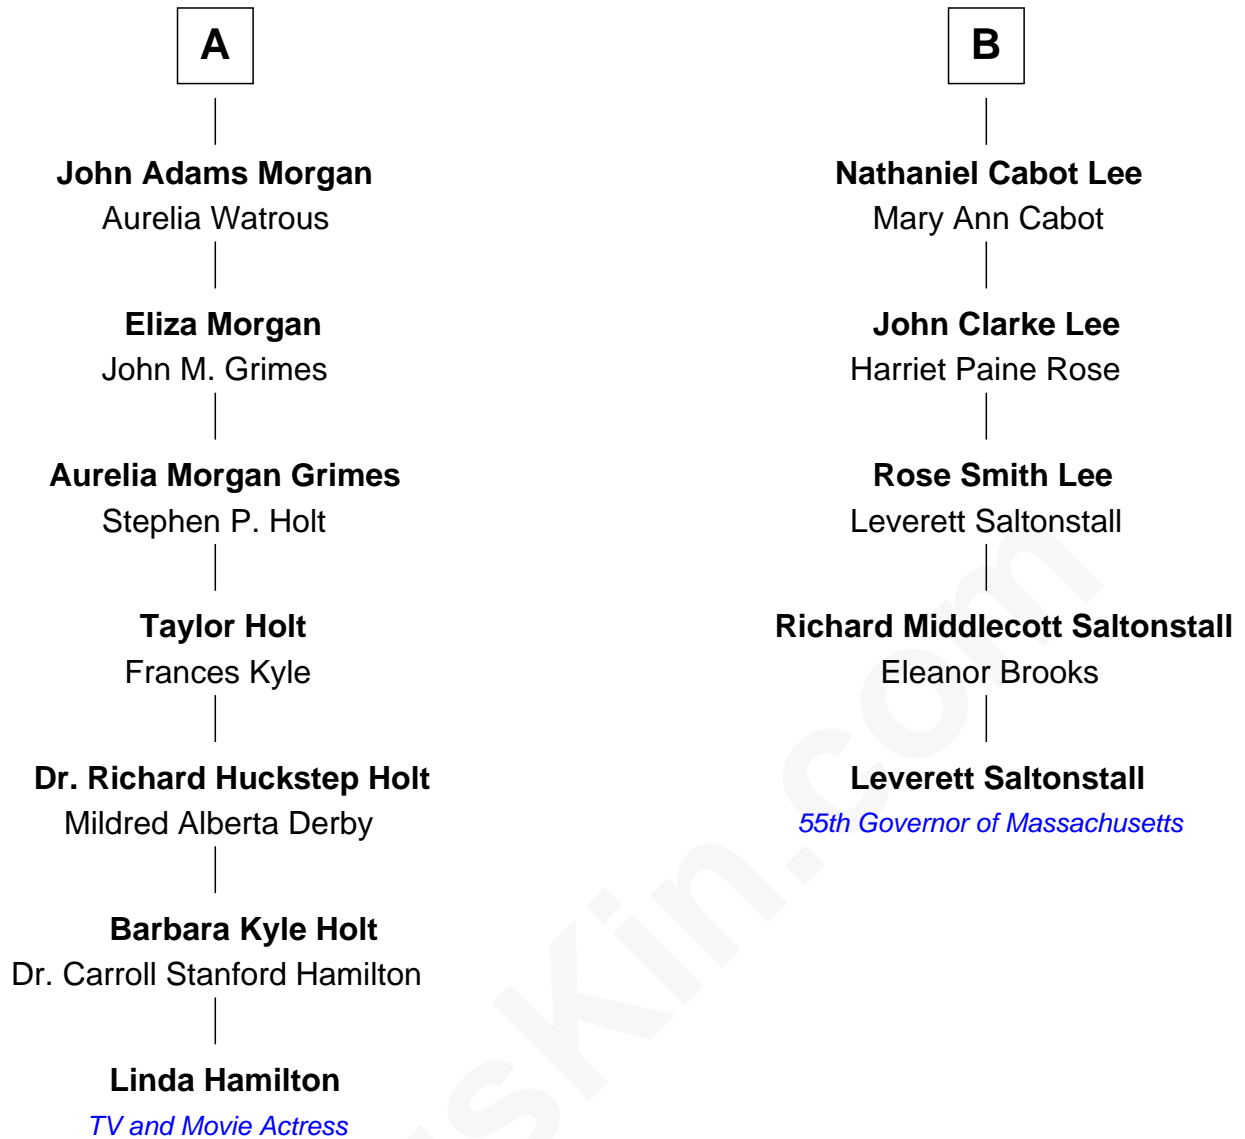 A
John Adams Morgan
Aurelia Watrous
Eliza Morgan
John M. Grimes
Aurelia Morgan Grimes
Stephen P. Holt
Taylor Holt
Frances Kyle
Dr. Richard Huckstep Holt
Mildred Alberta Derby
Barbara Kyle Holt
Dr. Carroll Stanford Hamilton
Linda Hamilton
TV and Movie Actress
B
Nathaniel Cabot Lee
Mary Ann Cabot
John Clarke Lee
Harriet Paine Rose
Rose Smith Lee
Leverett Saltonstall
Richard Middlecott Saltonstall
Eleanor Brooks
Leverett Saltonstall
55th Governor of Massachusetts
sKin.com